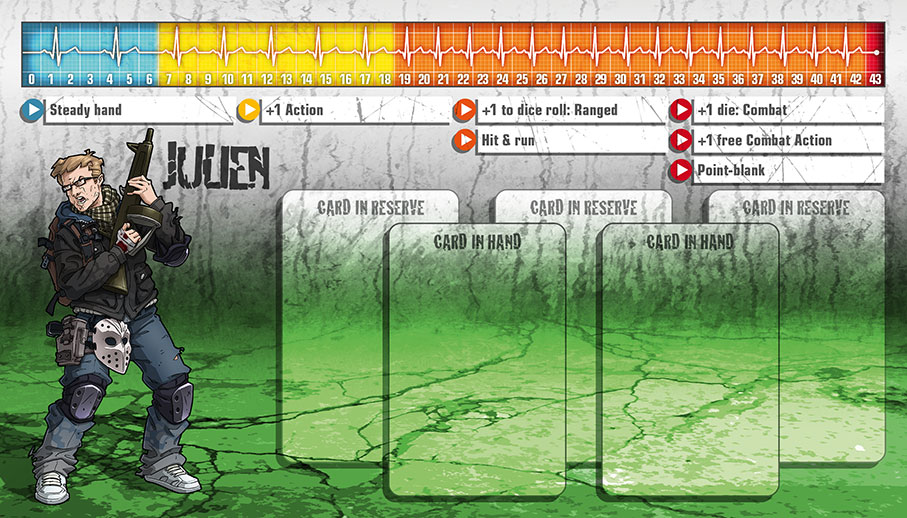 0 1 2 3 4 5 6 7 8 9 10 11 12 13 14 15 16 17 18 19 20 21 22 23 24 25 26 27 28 29 30 31 32 33 34 35 36 37 38 39 40 41 42 43
Steady hand +1 Action +1 to dice roll: Ranged +1 die: Combat
Hit & run +1 free Combat Action
Point-blank
JULIEN
CARD IN RESERVE CARD IN RESERVE CARD IN RESERVE
CARD IN HAND CARD IN HAND